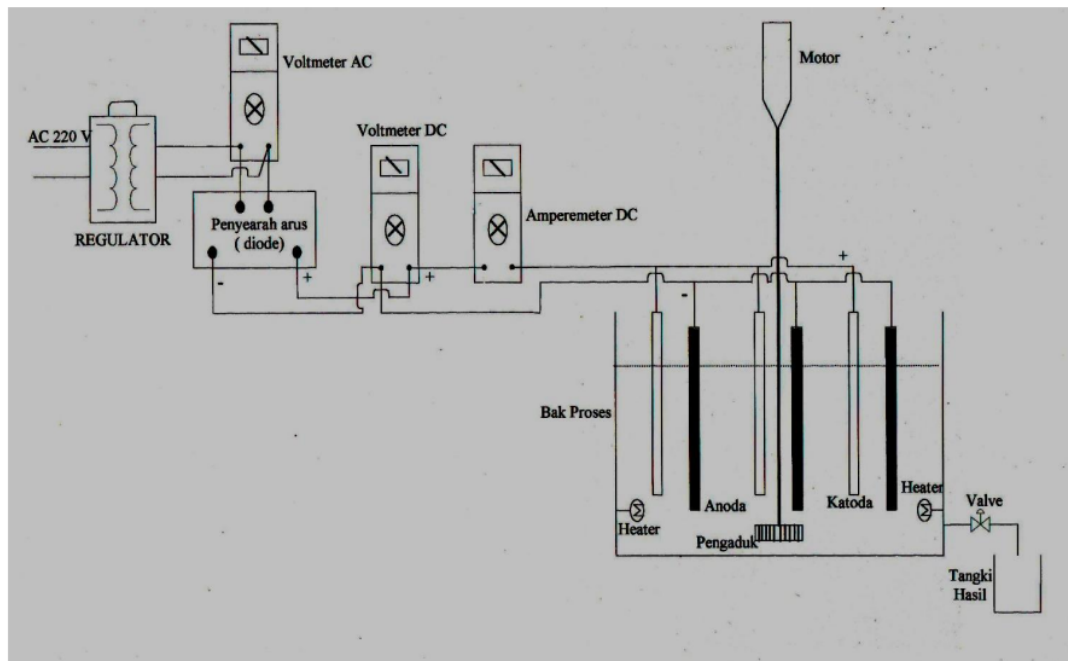 Voltmeter AC
Motor
AC 220 V
Voltmeter DC
Amperemeter DC
Penyearah arus
( diode)
REGULATOR
+
-
+
+
-
Bak Proses
Anoda
Katoda
Heater
Heater
Valve
Pengaduk
Tangki
Hasil